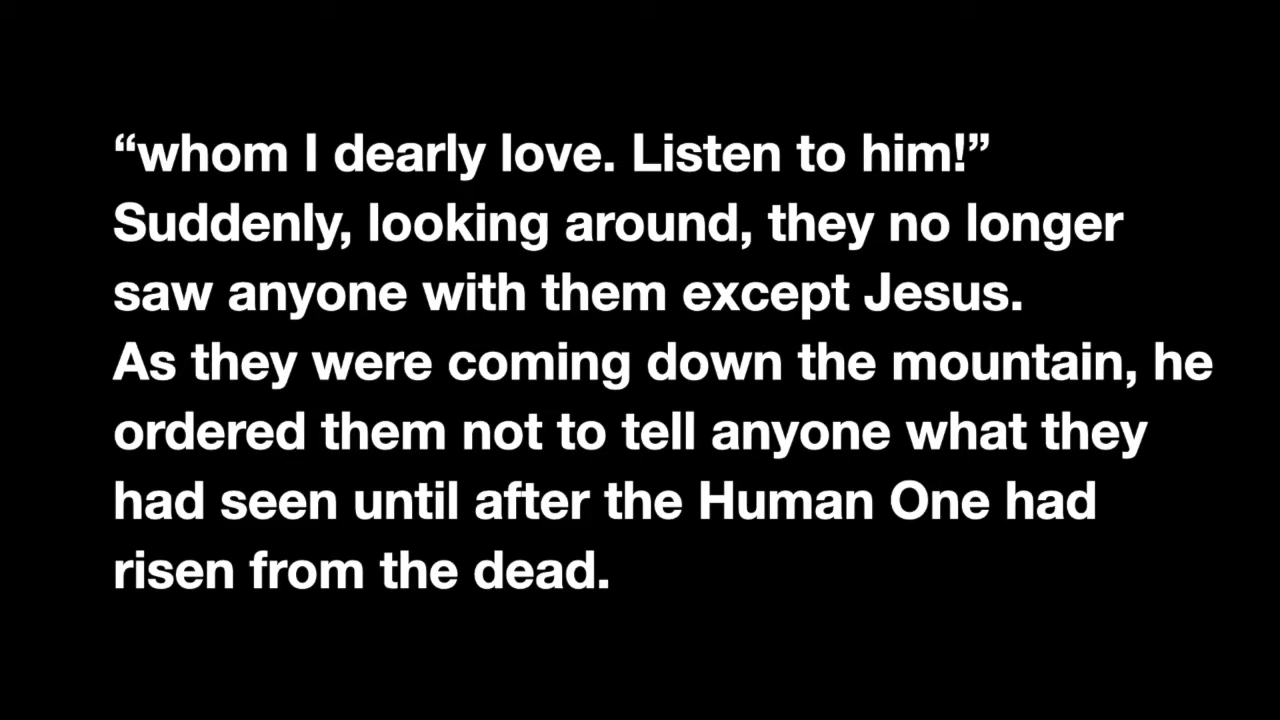 “whom I dearly love. Listen to him!”
Suddenly, looking around, they no longer
saw anyone with them except Jesus.
As they were coming down the mountain, he
ordered them not to tell anyone what they
had seen until after the Human One had
risen from the dead.